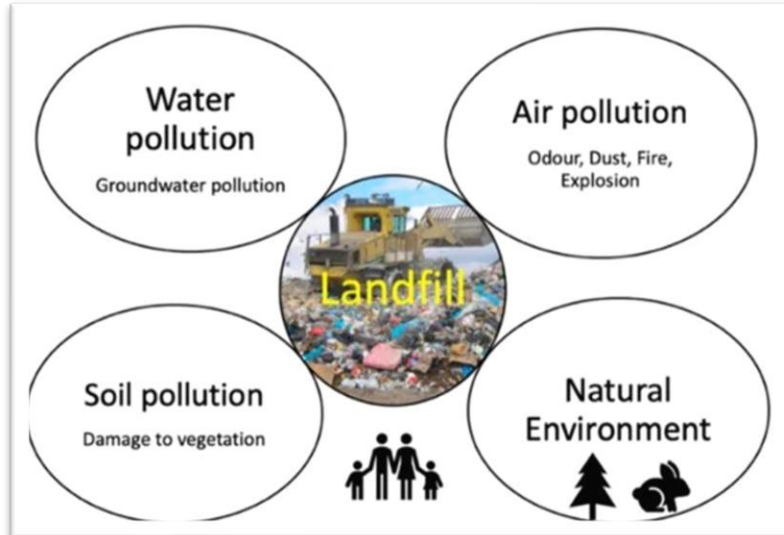 Water
pollution
Groundwater pollution
Air pollution
Odour, Dust, Fire,
Explosion
Landfill
Soil pollution
Damage to vegetation
Natural
Environment